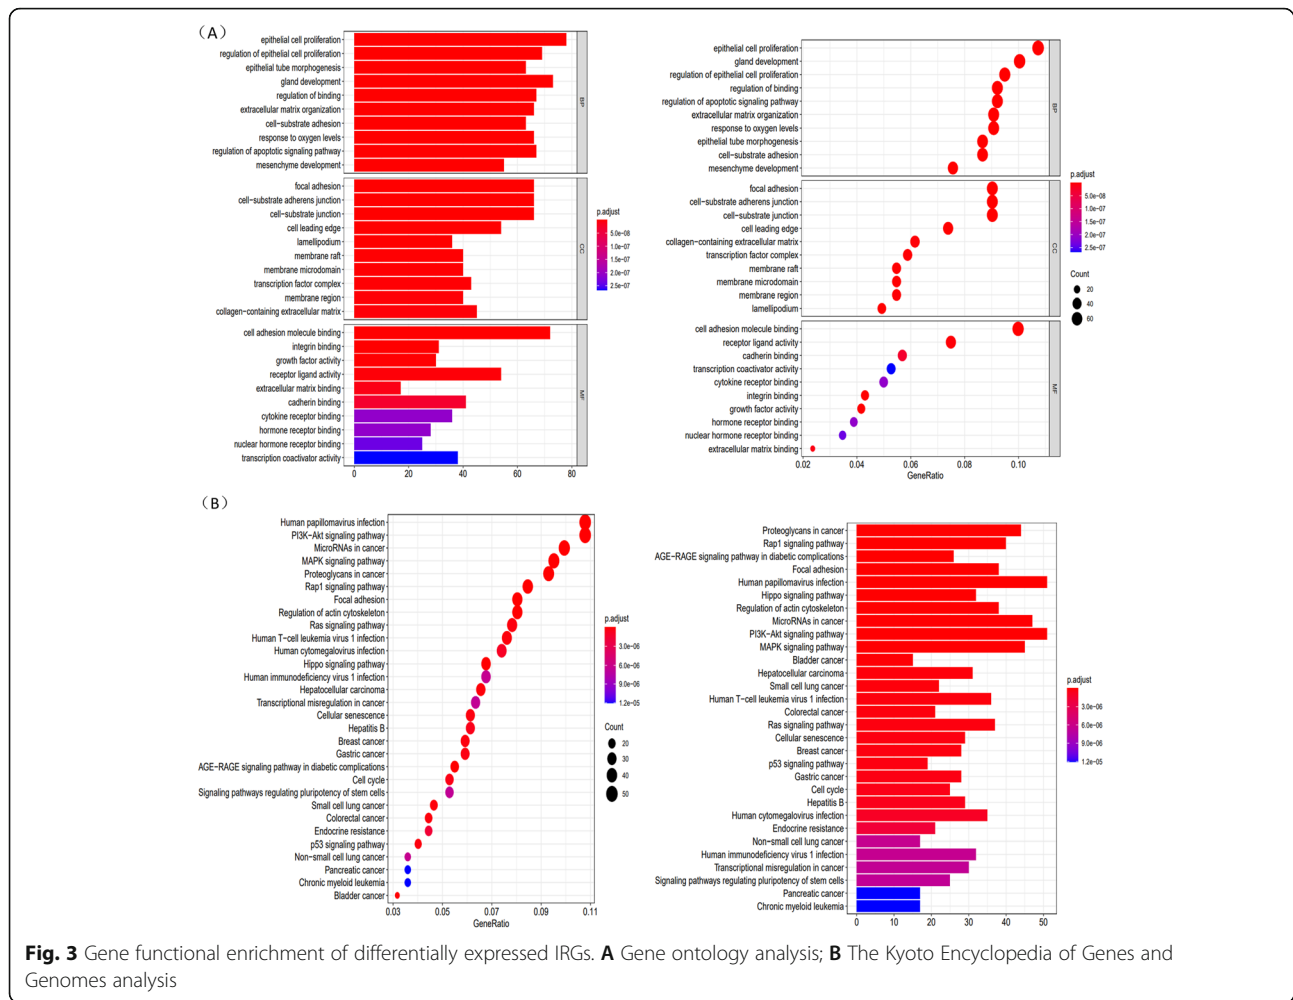 （A）
epithelial cell proliferation
regulation of epithelial cell proliferation
epithelial tube morphogenesis
gland development
regulation of binding
extracellular matrix organization
cell−substrate adhesion
response to oxygen levels
regulation of apoptotic signaling pathway
mesenchyme development
BP
focal adhesion
cell−substrate adherens junction
cell−substrate junction
cell leading edge
lamellipodium
membrane raft
membrane microdomain
transcription factor complex
membrane region
collagen−containing extracellular matrix
CC
cell adhesion molecule binding
integrin binding
growth factor activity
receptor ligand activity
extracellular matrix binding
cadherin binding
cytokine receptor binding
hormone receptor binding
nuclear hormone receptor binding
transcription coactivator activity
MF
0 20 40 60 80
p.adjust
5.0e−08
1.0e−07
1.5e−07
2.0e−07
2.5e−07
epithelial cell proliferation
gland development
regulation of epithelial cell proliferation
regulation of binding
regulation of apoptotic signaling pathway
extracellular matrix organization
response to oxygen levels
epithelial tube morphogenesis
cell−substrate adhesion
mesenchyme development
BP
focal adhesion
cell−substrate adherens junction
cell−substrate junction
cell leading edge
collagen−containing extracellular matrix
transcription factor complex
membrane raft
membrane microdomain
membrane region
lamellipodium
CC
cell adhesion molecule binding
receptor ligand activity
cadherin binding
transcription coactivator activity
cytokine receptor binding
integrin binding
growth factor activity
hormone receptor binding
nuclear hormone receptor binding
extracellular matrix binding
MF
0.02 0.04 0.06 0.08 0.10
GeneRatio
p.adjust
5.0e−08
1.0e−07
1.5e−07
2.0e−07
2.5e−07
Count
20
40
60
（B）
Human papillomavirus infection
PI3K−Akt signaling pathway
MicroRNAs in cancer
MAPK signaling pathway
Proteoglycans in cancer
Rap1 signaling pathway
Focal adhesion
Regulation of actin cytoskeleton
Ras signaling pathway
Human T−cell leukemia virus 1 infection
Human cytomegalovirus infection
Hippo signaling pathway
Human immunodeficiency virus 1 infection
Hepatocellular carcinoma
Transcriptional misregulation in cancer
Cellular senescence
Hepatitis B
Breast cancer
Gastric cancer
AGE−RAGE signaling pathway in diabetic complications
Cell cycle
Signaling pathways regulating pluripotency of stem cells
Small cell lung cancer
Colorectal cancer
Endocrine resistance
p53 signaling pathway
Non−small cell lung cancer
Pancreatic cancer
Chronic myeloid leukemia
Bladder cancer
0.03 0.05 0.07 0.09 0.11
GeneRatio
p.adjust
3.0e−06
6.0e−06
9.0e−06
1.2e−05
Count
20
30
40
50
Proteoglycans in cancer
Rap1 signaling pathway
AGE−RAGE signaling pathway in diabetic complications
Focal adhesion
Human papillomavirus infection
Hippo signaling pathway
Regulation of actin cytoskeleton
MicroRNAs in cancer
PI3K−Akt signaling pathway
MAPK signaling pathway
Bladder cancer
Hepatocellular carcinoma
Small cell lung cancer
Human T−cell leukemia virus 1 infection
Colorectal cancer
Ras signaling pathway
Cellular senescence
Breast cancer
p53 signaling pathway
Gastric cancer
Cell cycle
Hepatitis B
Human cytomegalovirus infection
Endocrine resistance
Non−small cell lung cancer
Human immunodeficiency virus 1 infection
Transcriptional misregulation in cancer
Signaling pathways regulating pluripotency of stem cells
Pancreatic cancer
Chronic myeloid leukemia
0 10 20 30 40 50
p.adjust
3.0e−06
6.0e−06
9.0e−06
1.2e−05
Fig. 3 Gene functional enrichment of differentially expressed IRGs. A Gene ontology analysis; B The Kyoto Encyclopedia of Genes and
Genomes analysis